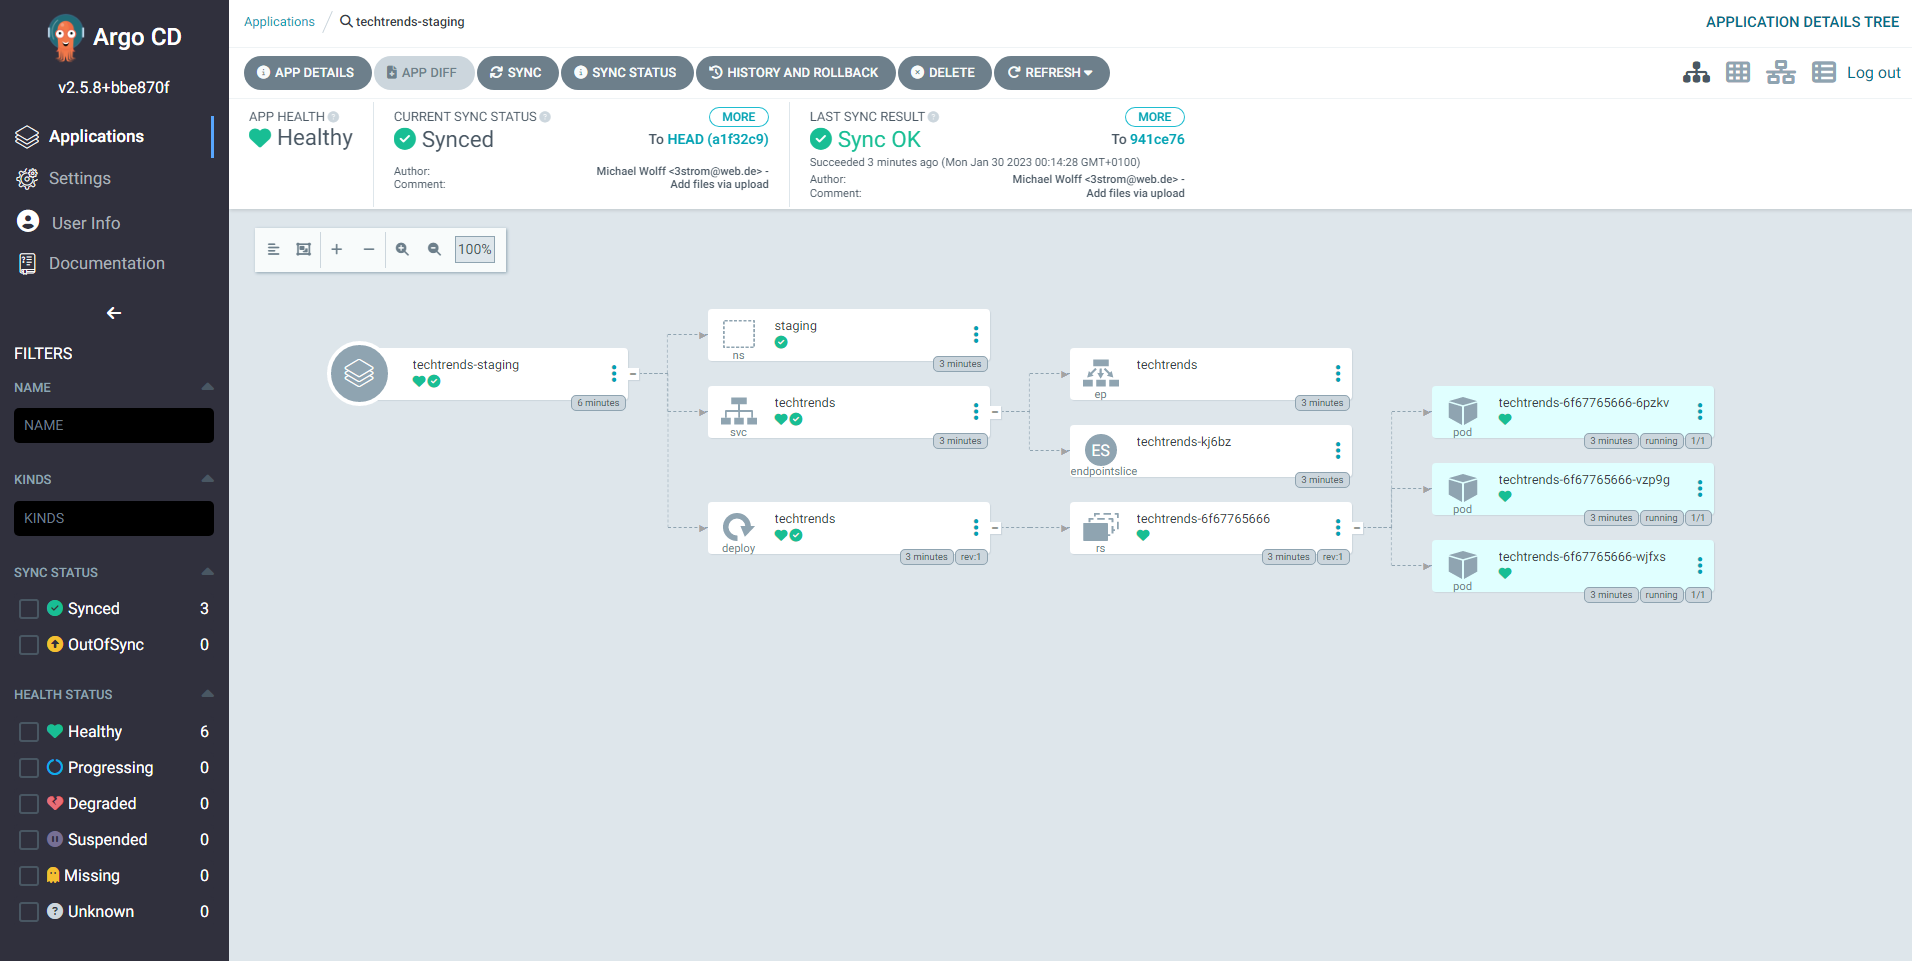 Argo CD
v2.5.8+bbe870f
Applications
Settings
User Info
Documentation
FILTERS
NAME
NAME
KINDS
KINDS
SYNC STATUS
Synced 3
OutOfSync 0
HEALTH STATUS
Healthy 6
Progressing 0
Degraded 0
Suspended 0
Missing 0
Unknown 0
Applications / techtrends-staging
APPLICATION DETAILS TREE
APP DETAILS APP DIFF SYNC SYNC STATUS HISTORY AND ROLLBACK DELETE REFRESH
Log out
APP HEALTH
Healthy
CURRENT SYNC STATUS MORE
Synced To HEAD (a1f32c9)
Author: Michael Wolff <3strom@web.de> -
Comment: Add files via upload
LAST SYNC RESULT MORE
Sync OK To 941ce76
Succeeded 3 minutes ago (Mon Jan 30 2023 00:14:28 GMT+0100)
Author: Michael Wolff <3strom@web.de> -
Comment: Add files via upload
100%
techtrends-staging
6 minutes
staging
ns
3 minutes
techtrends
svc
3 minutes
techtrends
deploy
3 minutes rev:1
techtrends
ep
3 minutes
ES
techtrends-kj6bz
endpointslice
3 minutes
techtrends-6f67765666
rs
3 minutes rev:1
techtrends-6f67765666-6pzkv
pod
3 minutes running 1/1
techtrends-6f67765666-vzp9g
pod
3 minutes running 1/1
techtrends-6f67765666-wjfxs
pod
3 minutes running 1/1